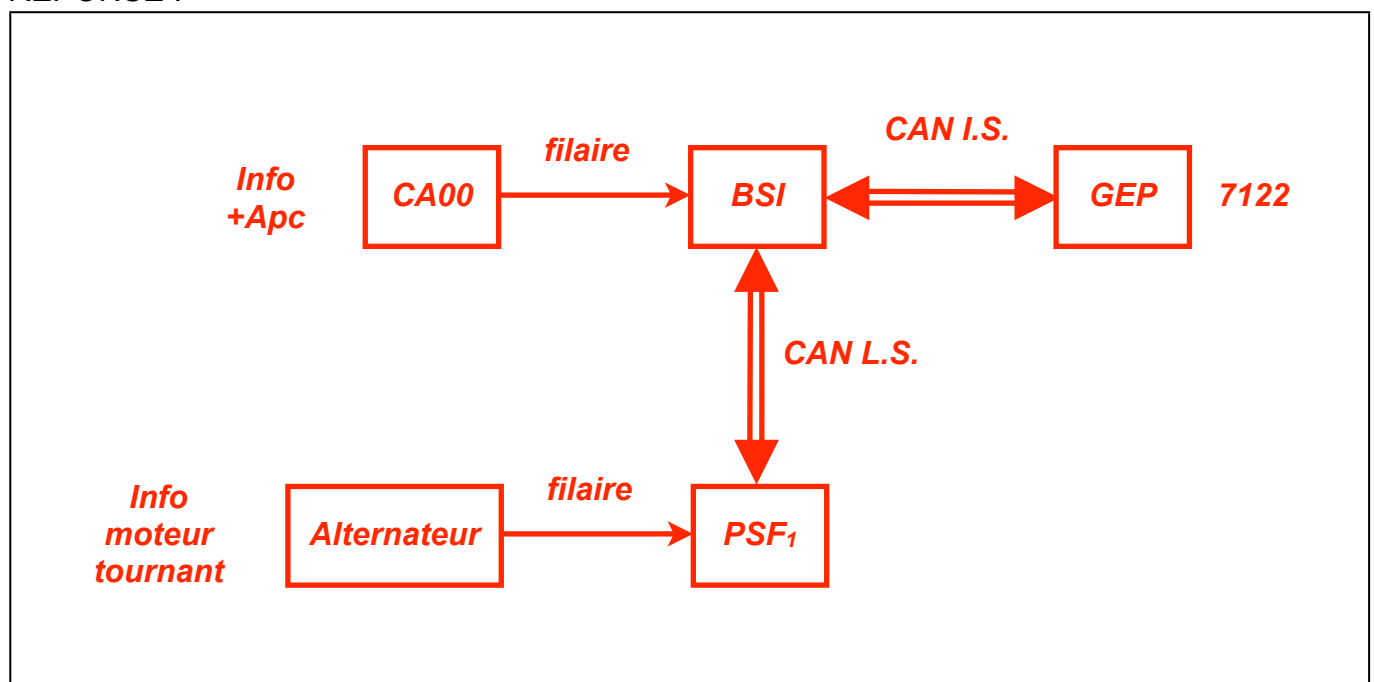 CAN I.S.
filaire
Info
+Apc
CA00
BSI
GEP
7122
CAN L.S.
filaire
Info
moteur
tournant
Alternateur
PSF₁